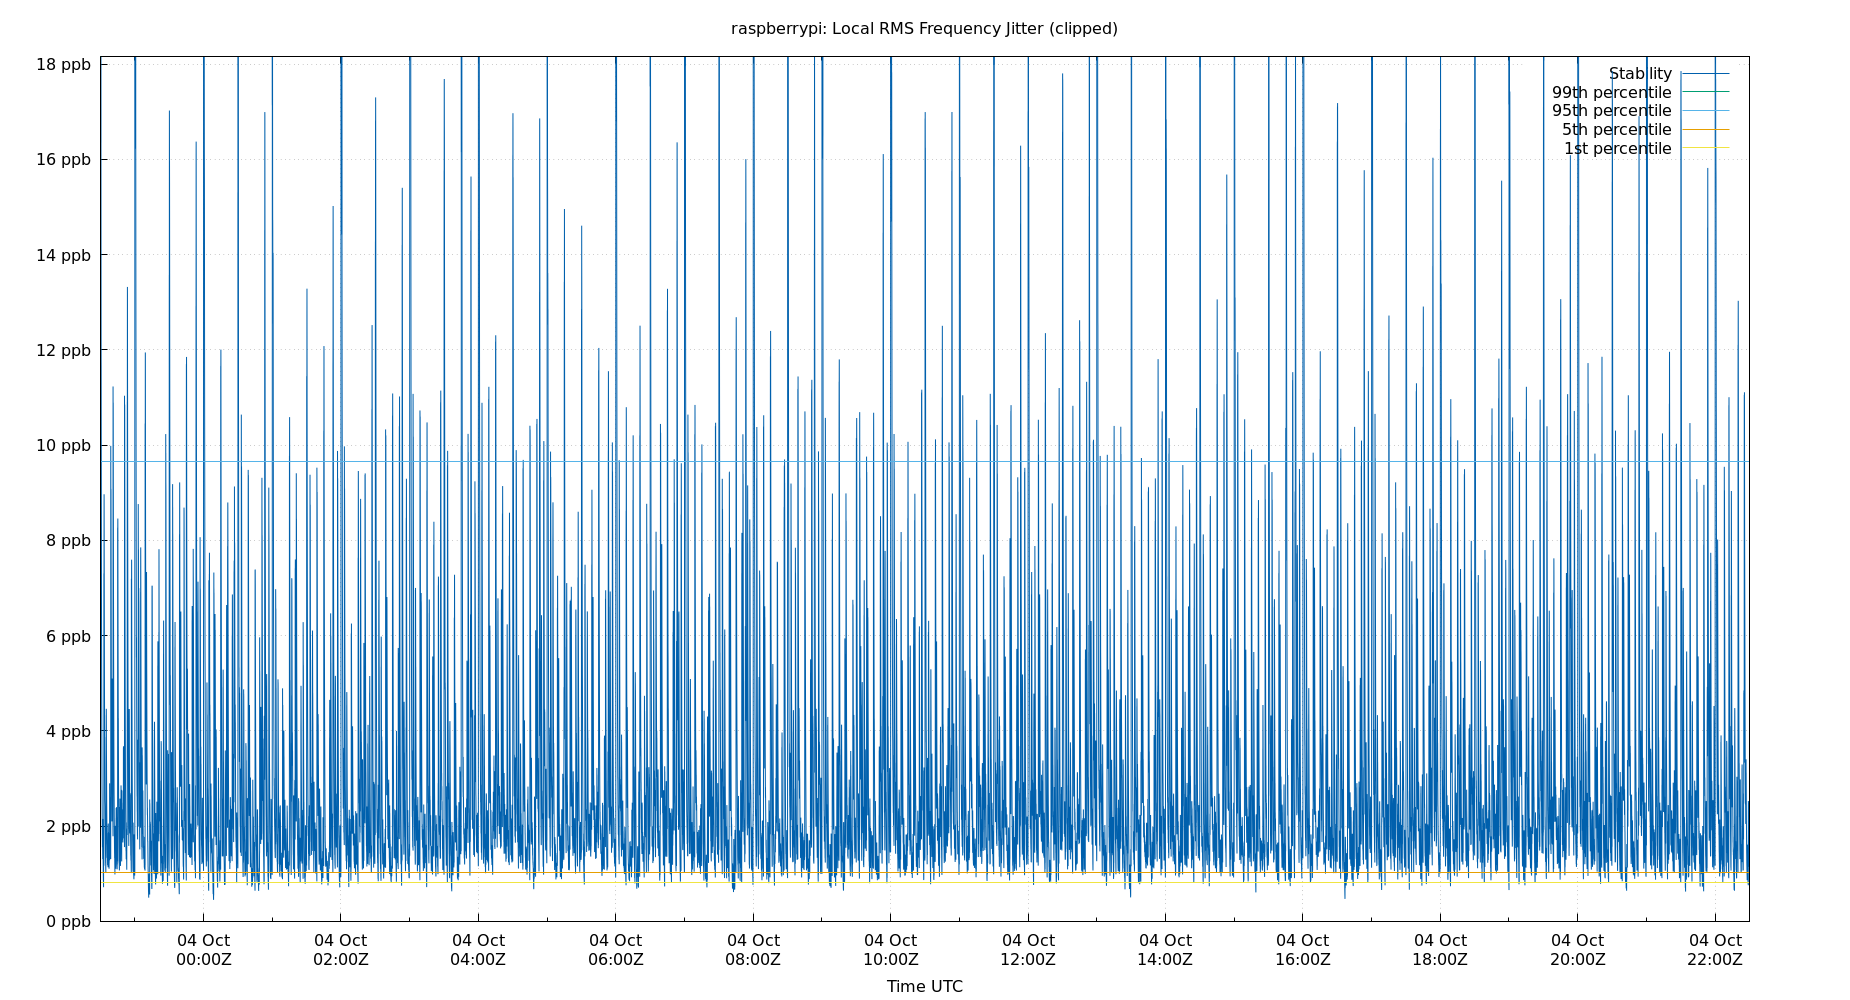 raspberrypi: Local RMS Frequency Jitter (clipped)
18 ppb
16 ppb
14 ppb
12 ppb
10 ppb
8 ppb
6 ppb
4 ppb
2 ppb
0 ppb
Stability
99th percentile
95th percentile
5th percentile
1st percentile
04 Oct 04 Oct 04 Oct 04 Oct 04 Oct 04 Oct 04 Oct 04 Oct 04 Oct 04 Oct 04 Oct 04 Oct
00:00Z 02:00Z 04:00Z 06:00Z 08:00Z 10:00Z 12:00Z 14:00Z 16:00Z 18:00Z 20:00Z 22:00Z
Time UTC